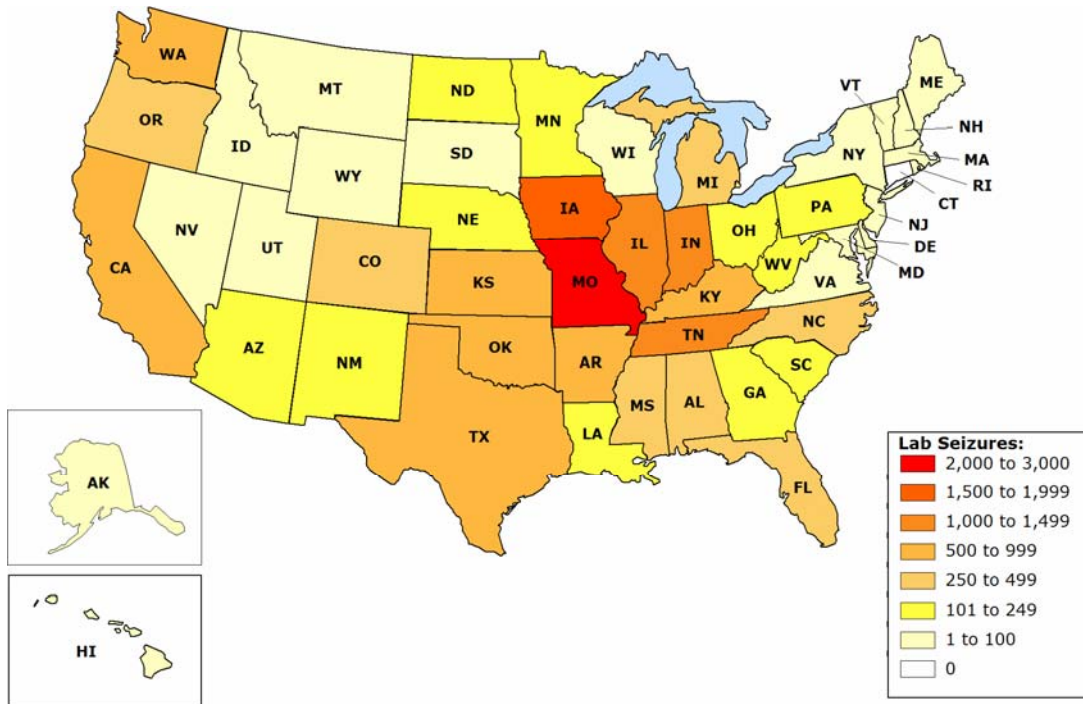 WA
MT
ND
MN
ME
VT
OR
NH
ID
SD
WI
NY
MA
WY
MI
RI
CT
NE
IA
PA
NJ
NV
UT
IL
IN
OH
DE
CA
CO
WV
MD
KS
MO
KY
VA
NC
AZ
NM
OK
AR
TN
SC
MS
AL
GA
TX
LA
FL
AK
HI
Lab Seizures:
2,000 to 3,000
1,500 to 1,999
1,000 to 1,499
500 to 999
250 to 499
101 to 249
1 to 100
0